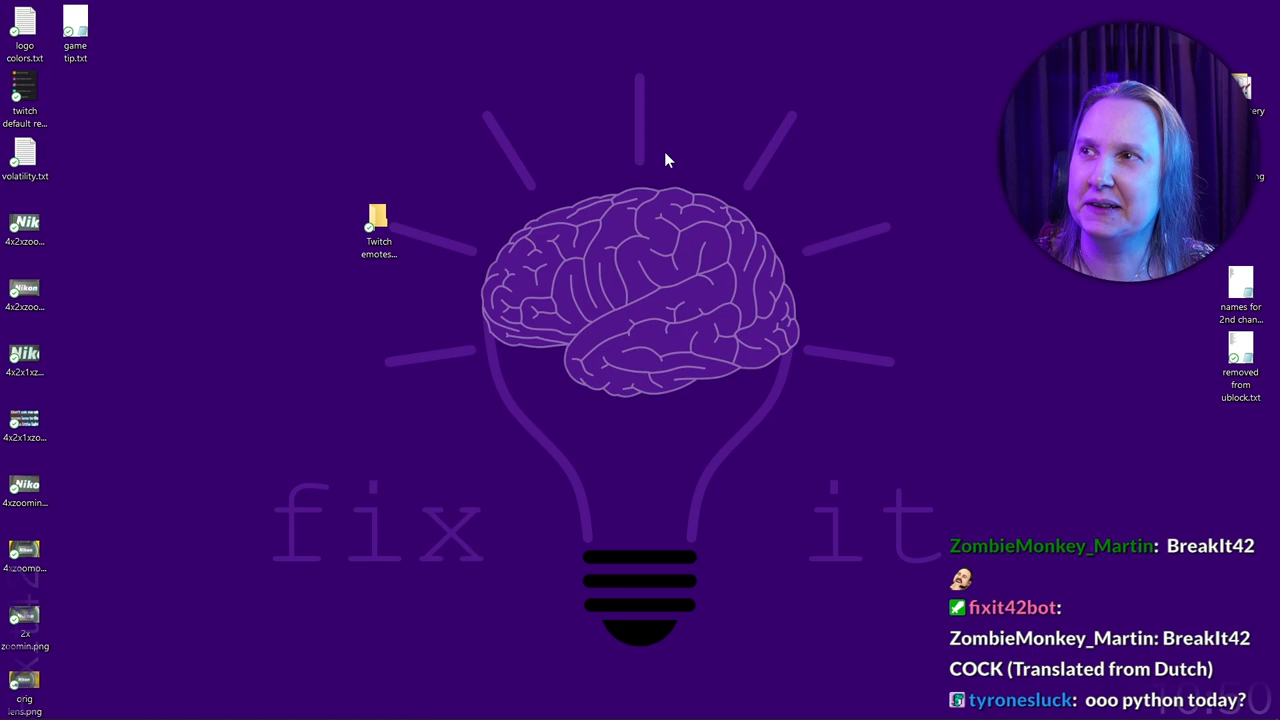 logo
colors.txt
game
tip.txt
twitch
default re...
volatility.txt
4x2xzoo...
4x2xzoo...
4x2x1xz...
4x2x1xzo...
4xzoomin...
4xzoomo...
2x
zoomin.png
orig
lens.png
Nik
Nikon
Nik
Niko
Twitch
emotes...
fix it
names for
2nd chan...
removed
from
ublock.txt
ZombieMonkey_Martin: BreakIt42
fixit42bot:
ZombieMonkey_Martin: BreakIt42
COCK (Translated from Dutch)
tyronesluck: ooo python today?